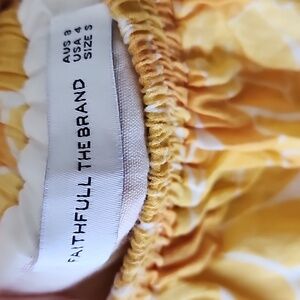 FAITHFULL THE BRAND
AUS 8
USA 4
SIZE S